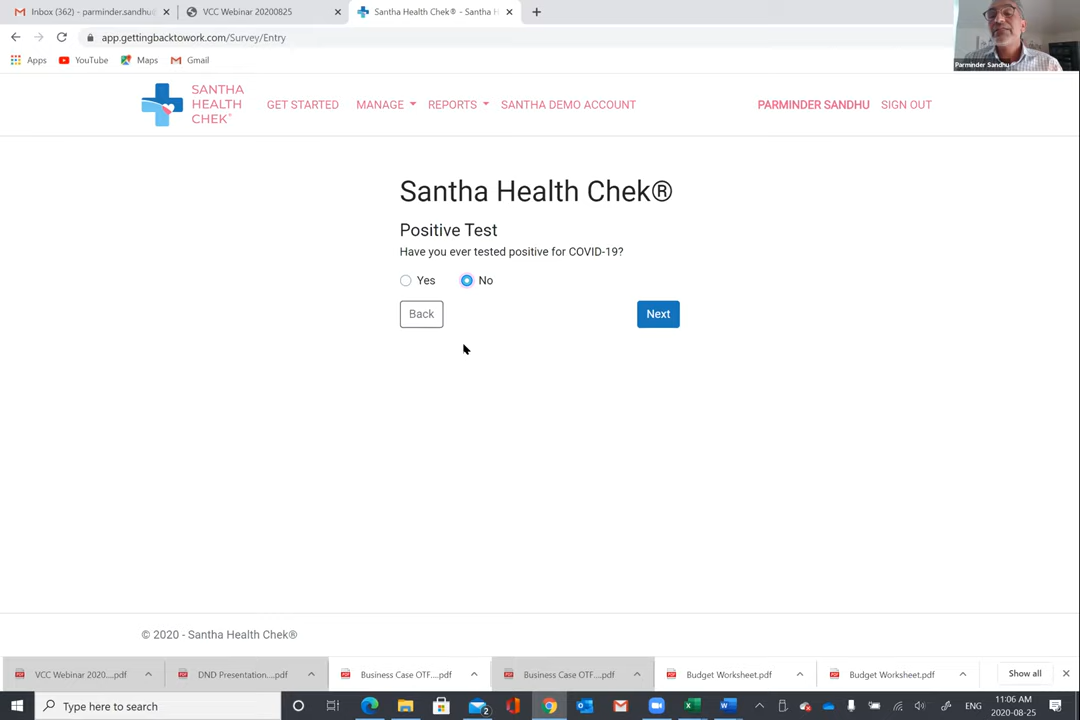 Inbox (362) - parminder.sandhu
VCC Webinar 20200825
Santha Health Chek® - Santha H
app.gettingbacktowork.com/Survey/Entry
Apps
YouTube
Maps
Gmail
Parminder Sandhu
SANTHA
HEALTH
CHEK®
GET STARTED
MANAGE
REPORTS
SANTHA DEMO ACCOUNT
PARMINDER SANDHU
SIGN OUT
Santha Health Chek®
Positive Test
Have you ever tested positive for COVID-19?
Yes
No
Back
Next
© 2020 - Santha Health Chek®
VCC Webinar 2020....pdf
DND Presentation....pdf
Business Case OTF....pdf
Business Case OTF....pdf
Budget Worksheet.pdf
Budget Worksheet.pdf
Show all
Type here to search
2
ENG
11:06 AM
2020-08-25